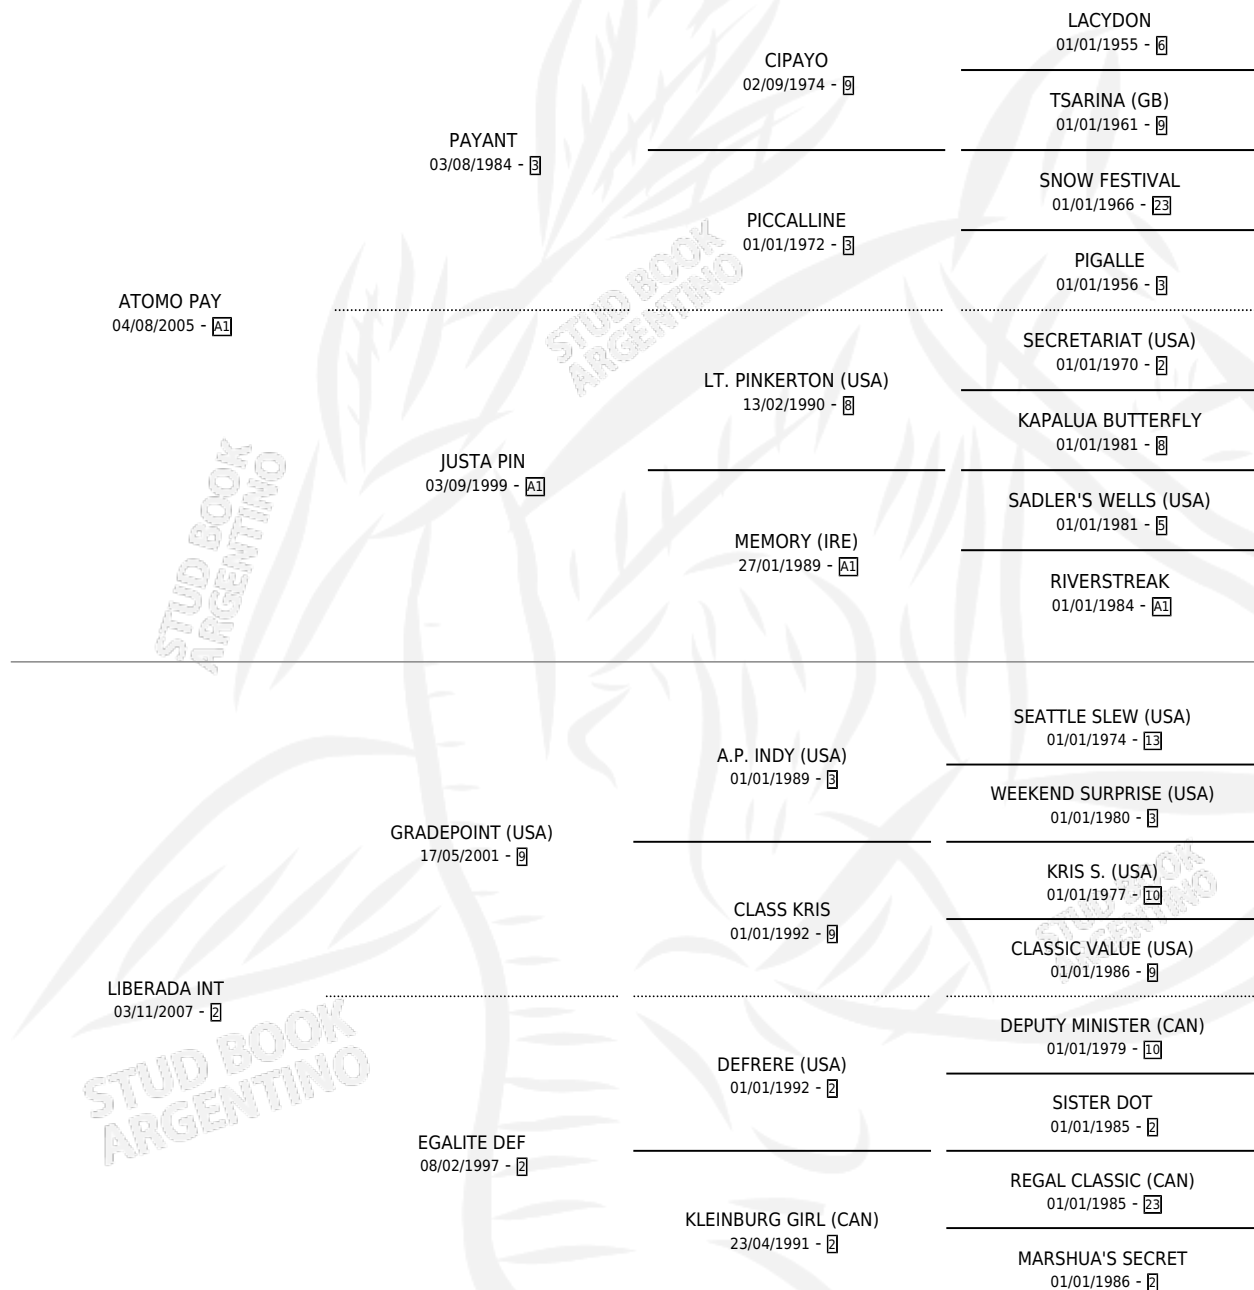 LACYDON
01/01/1955 - 6
CIPAYO
02/09/1974 - 9
TSARINA (GB)
01/01/1961 - 9
PAYANT
03/08/1984 - 3
SNOW FESTIVAL
01/01/1966 - 23
PICCALLINE
01/01/1972 - 3
PIGALLE
01/01/1956 - 3
ATOMO PAY
04/08/2005 - A1
SECRETARIAT (USA)
01/01/1970 - 2
LT. PINKERTON (USA)
13/02/1990 - 8
KAPALUA BUTTERFLY
01/01/1981 - 8
JUSTA PIN
03/09/1999 - A1
SADLER'S WELLS (USA)
01/01/1981 - 5
MEMORY (IRE)
27/01/1989 - A1
RIVERSTREAK
01/01/1984 - A1
SEATTLE SLEW (USA)
01/01/1974 - 13
A.P. INDY (USA)
01/01/1989 - 3
WEEKEND SURPRISE (USA)
01/01/1980 - 3
GRADEPOINT (USA)
17/05/2001 - 9
KRIS S. (USA)
01/01/1977 - 10
CLASS KRIS
01/01/1992 - 9
CLASSIC VALUE (USA)
01/01/1986 - 9
LIBERADA INT
03/11/2007 - 2
DEPUTY MINISTER (CAN)
01/01/1979 - 10
DEFRERE (USA)
01/01/1992 - 2
SISTER DOT
01/01/1985 - 2
EGALITE DEF
08/02/1997 - 2
REGAL CLASSIC (CAN)
01/01/1985 - 23
KLEINBURG GIRL (CAN)
23/04/1991 - 2
MARSHUA'S SECRET
01/01/1986 - 2
STUD BOOK
ARGENTINO
STUD BOOK
ARGENTINO
STUD BOOK
ARGENTINO
STUD BOOK
ARGENTINO